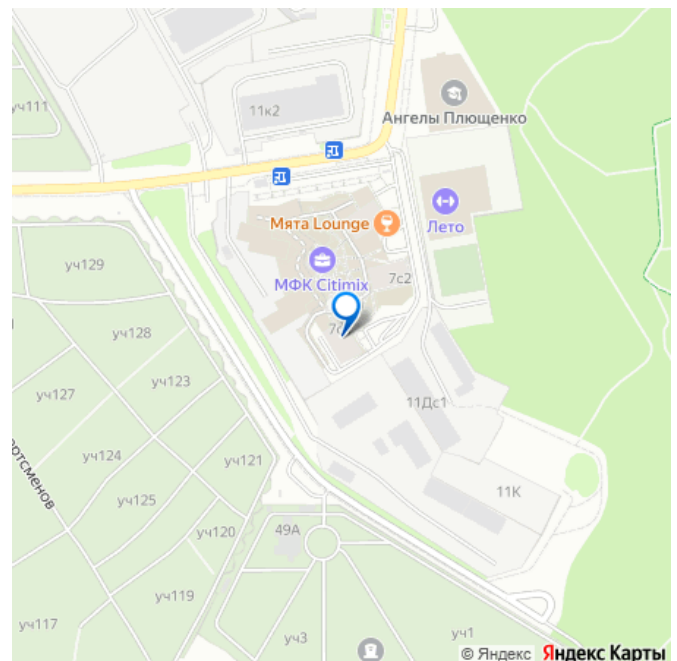 уч111
11к2
Ангелы Плющенко
Мята Lounge
Лето
уч129
МФК Citimix
7с2
уч128
уч127
уч123
11Дс1
уч124
уч121
уч125
11К
49А
уч120
уч119
уч117
уч3
уч1
© Яндекс Яндекс Карты